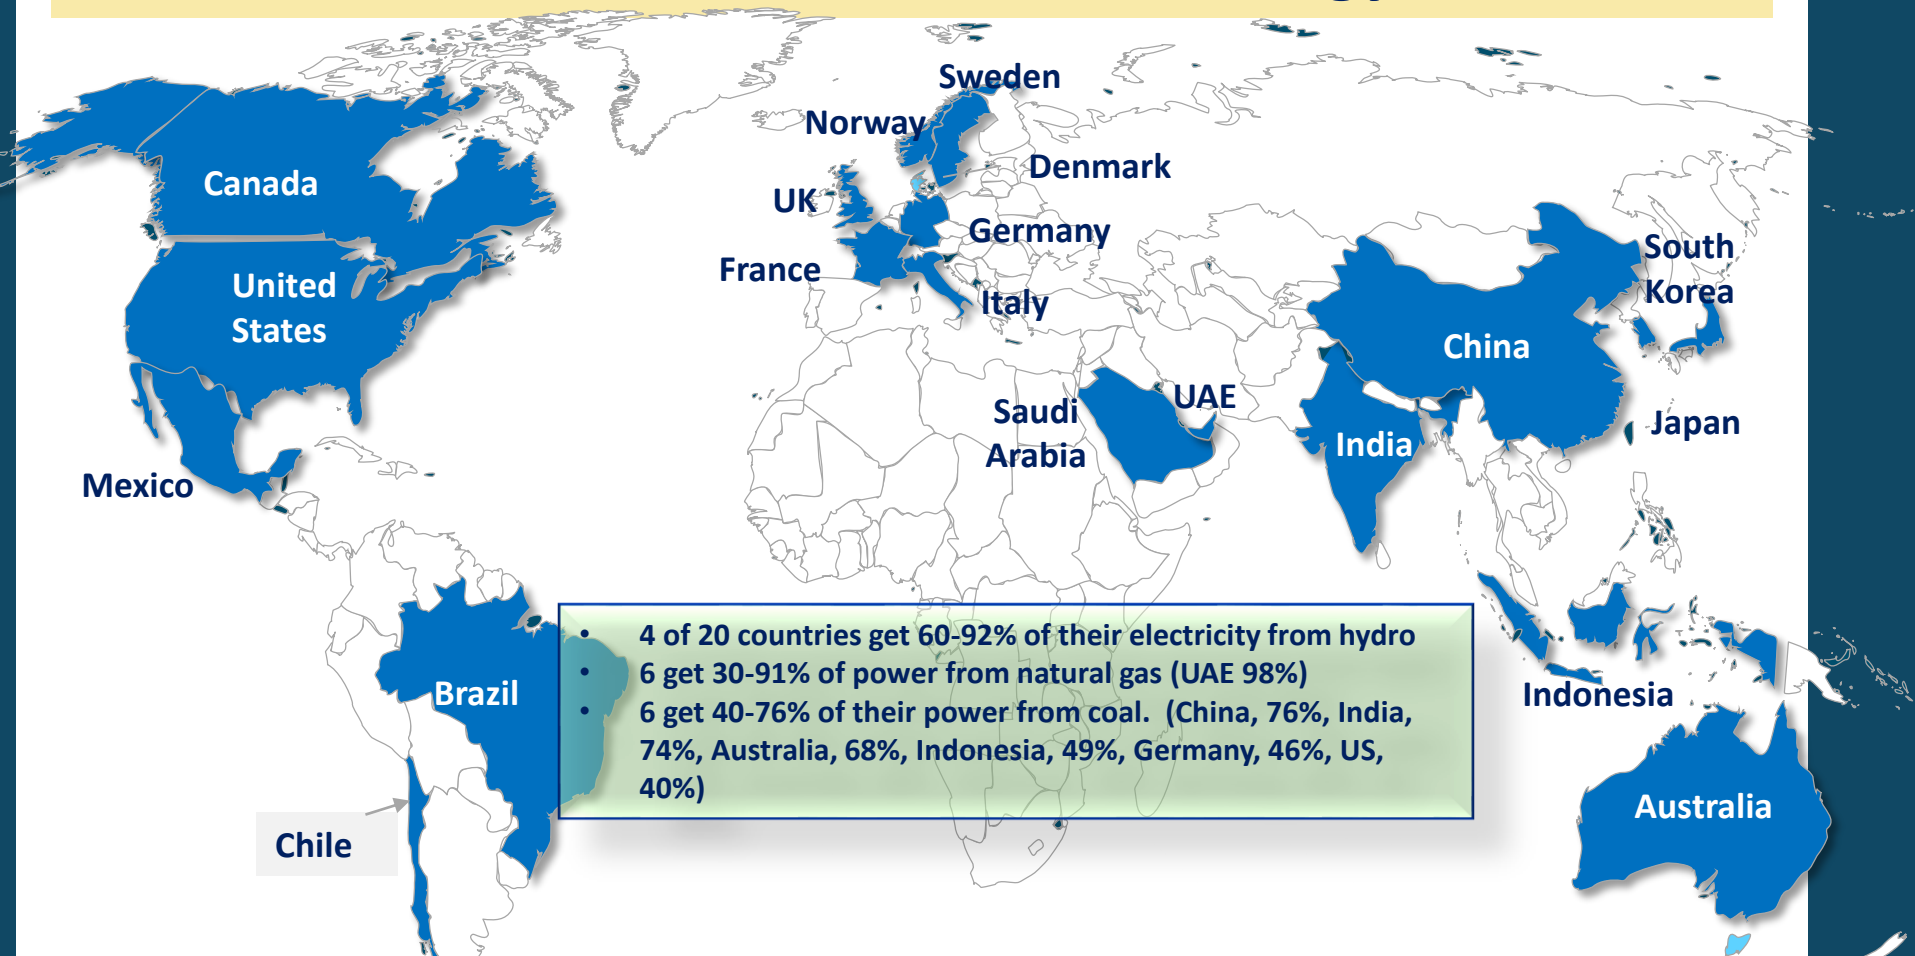 Sweden
Norway
Denmark
Canada
UK
Germany
South
Korea
France
United
States
Italy
China
UAE
Saudi
Arabia
Japan
India
Mexico
• 4 of 20 countries get 60-92% of their electricity from hydro
• 6 get 30-91% of power from natural gas (UAE 98%)
• 6 get 40-76% of their power from coal. (China, 76%, India,
74%, Australia, 68%, Indonesia, 49%, Germany, 46%, US,
40%)
Brazil
Indonesia
Australia
Chile